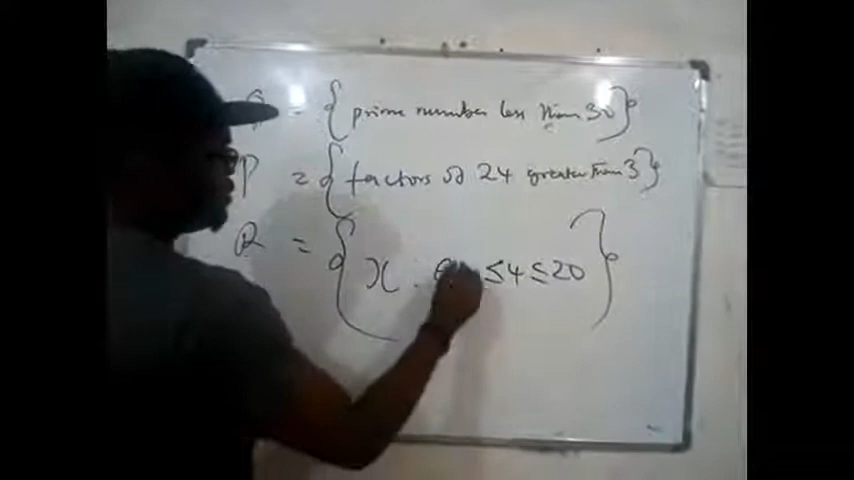 = {prime number less than 30}
P = {factors of 24 greater than 3}
R = {x : ≤4≤20}